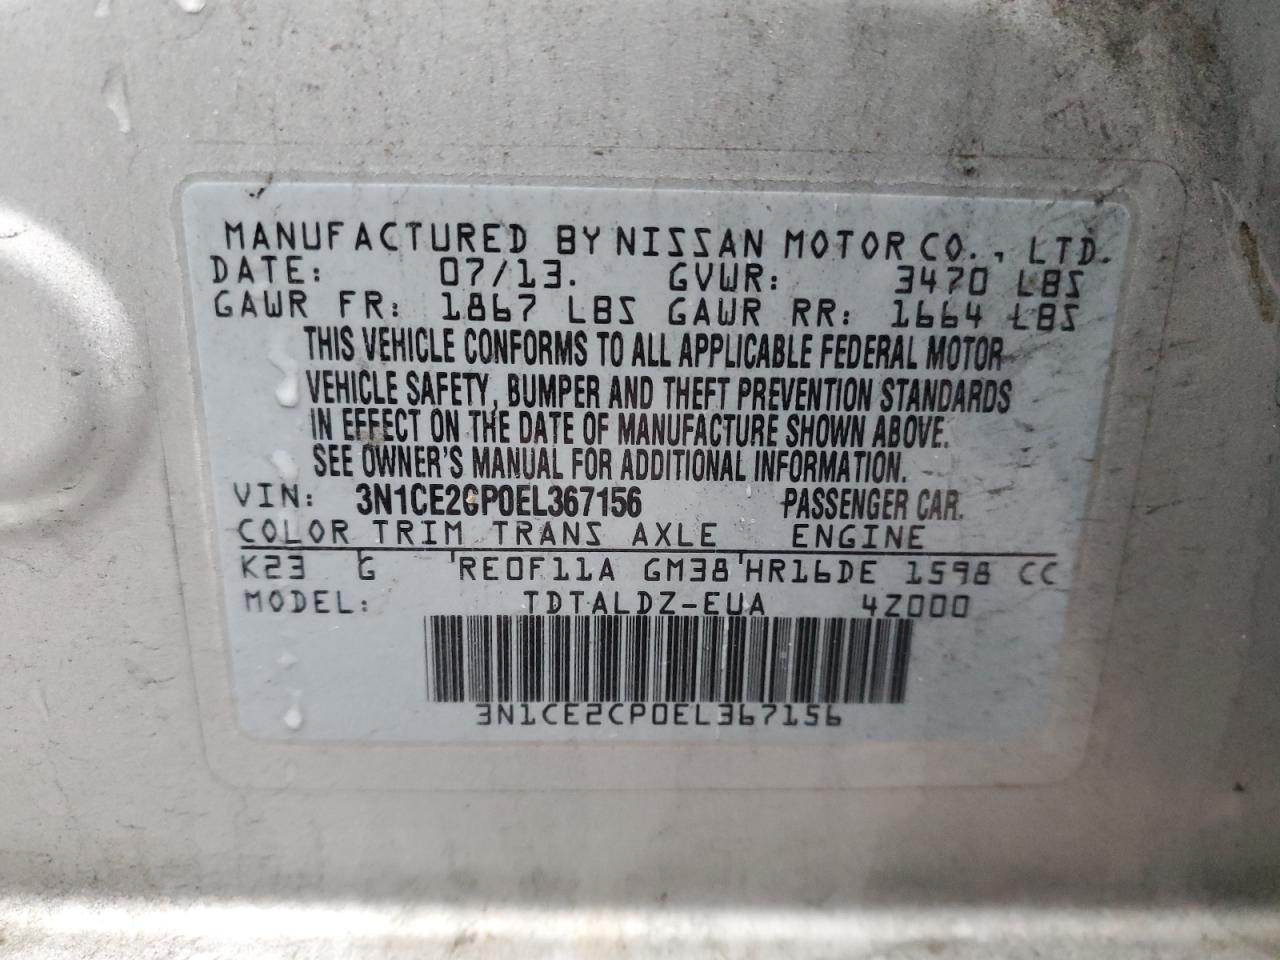 MANUFACTURED BY NISSAN MOTOR CO., LTD.
DATE: 07/13. GVWR: 3470 LBS
GAWR FR: 1867 LBS GAWR RR: 1664 LBS
THIS VEHICLE CONFORMS TO ALL APPLICABLE FEDERAL MOTOR
VEHICLE SAFETY, BUMPER AND THEFT PREVENTION STANDARDS
IN EFFECT ON THE DATE OF MANUFACTURE SHOWN ABOVE.
SEE OWNER'S MANUAL FOR ADDITIONAL INFORMATION.
VIN: 3N1CE2CP0EL367156 PASSENGER CAR.
COLOR TRIM TRANS AXLE ENGINE
K23 G RE0F11A GM38 HR16DE 1598 CC
MODEL: TDTALDZ-EUA 4Z000
3N1CE2CP0EL367156